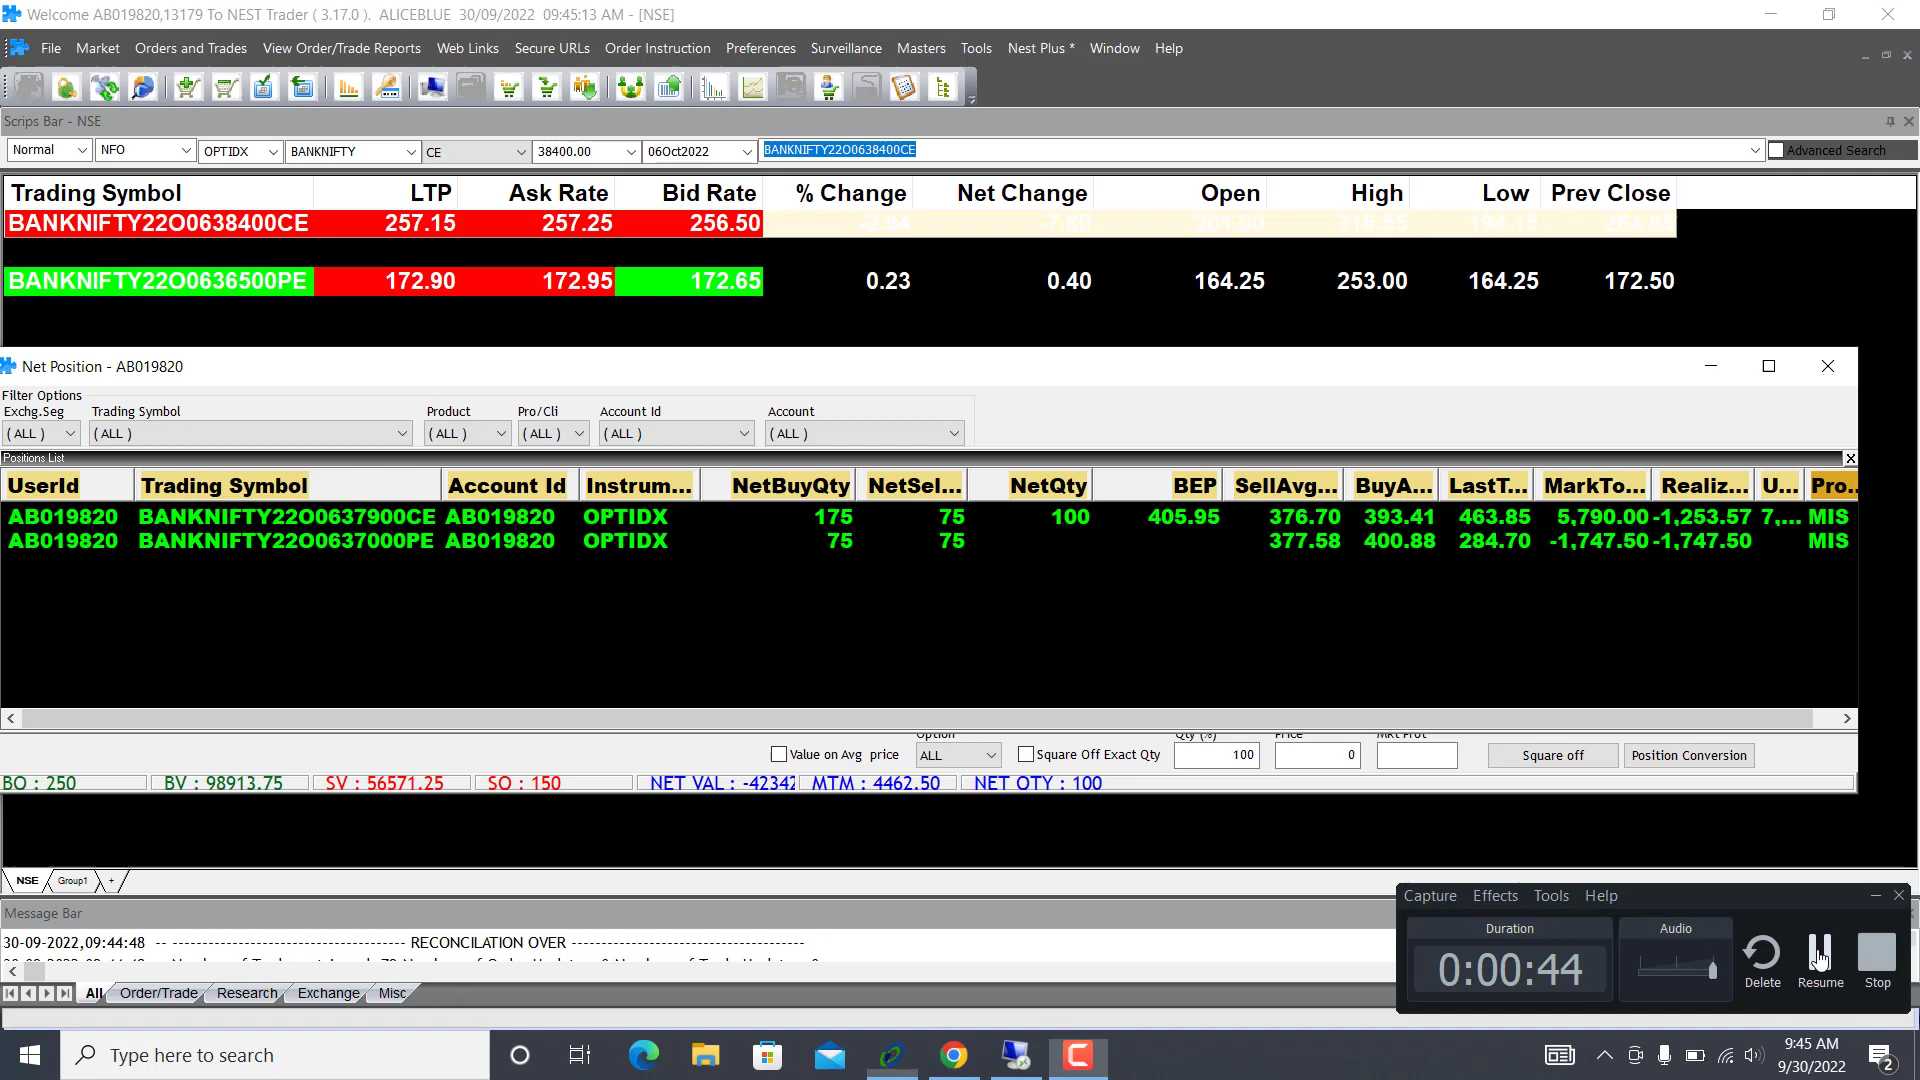 Welcome AB019820,13179 To NEST Trader ( 3.17.0 ).  ALICEBLUE  30/09/2022  09:45:13 AM - [NSE]
File Market Orders and Trades View Order/Trade Reports Web Links Secure URLs Order Instruction Preferences Surveillance Masters Tools Nest Plus * Window Help
Scrips Bar - NSE
Normal NFO OPTIDX BANKNIFTY CE 38400.00 06Oct2022 BANKNIFTY22O0638400CE Advanced Search
Trading Symbol LTP Ask Rate Bid Rate % Change Net Change Open High Low Prev Close
BANKNIFTY22O0638400CE 257.15 257.25 256.50 -2.94 -7.80
BANKNIFTY22O0636500PE 172.90 172.95 172.65 0.23 0.40 164.25 253.00 164.25 172.50
Net Position - AB019820
Filter Options
Exchg.Seg Trading Symbol Product Pro/Cli Account Id Account
( ALL ) ( ALL ) ( ALL ) ( ALL ) ( ALL ) ( ALL )
Positions List
UserId Trading Symbol Account Id Instrum... NetBuyQty NetSel... NetQty BEP SellAvg... BuyA... LastT... MarkTo... Realiz... U... Pro..
AB019820 BANKNIFTY22O0637900CE AB019820 OPTIDX 175 75 100 405.95 376.70 393.41 463.85 5,790.00 -1,253.57 7,... MIS
AB019820 BANKNIFTY22O0637000PE AB019820 OPTIDX 75 75 377.58 400.88 284.70 -1,747.50 -1,747.50 MIS
Option Qty (%) Price Mkt Prot
Value on Avg price ALL Square Off Exact Qty 100 0 Square off Position Conversion
BO : 250 BV : 98913.75 SV : 56571.25 SO : 150 NET VAL : -42342 MTM : 4462.50 NET QTY : 100
NSE Group1 +
Message Bar
30-09-2022,09:44:48 -- ----------------------------------- RECONCILATION OVER -----------------------------------
All Order/Trade Research Exchange Misc
Capture Effects Tools Help
Duration Audio
0:00:44
Delete Resume Stop
Type here to search
9:45 AM
9/30/2022
2